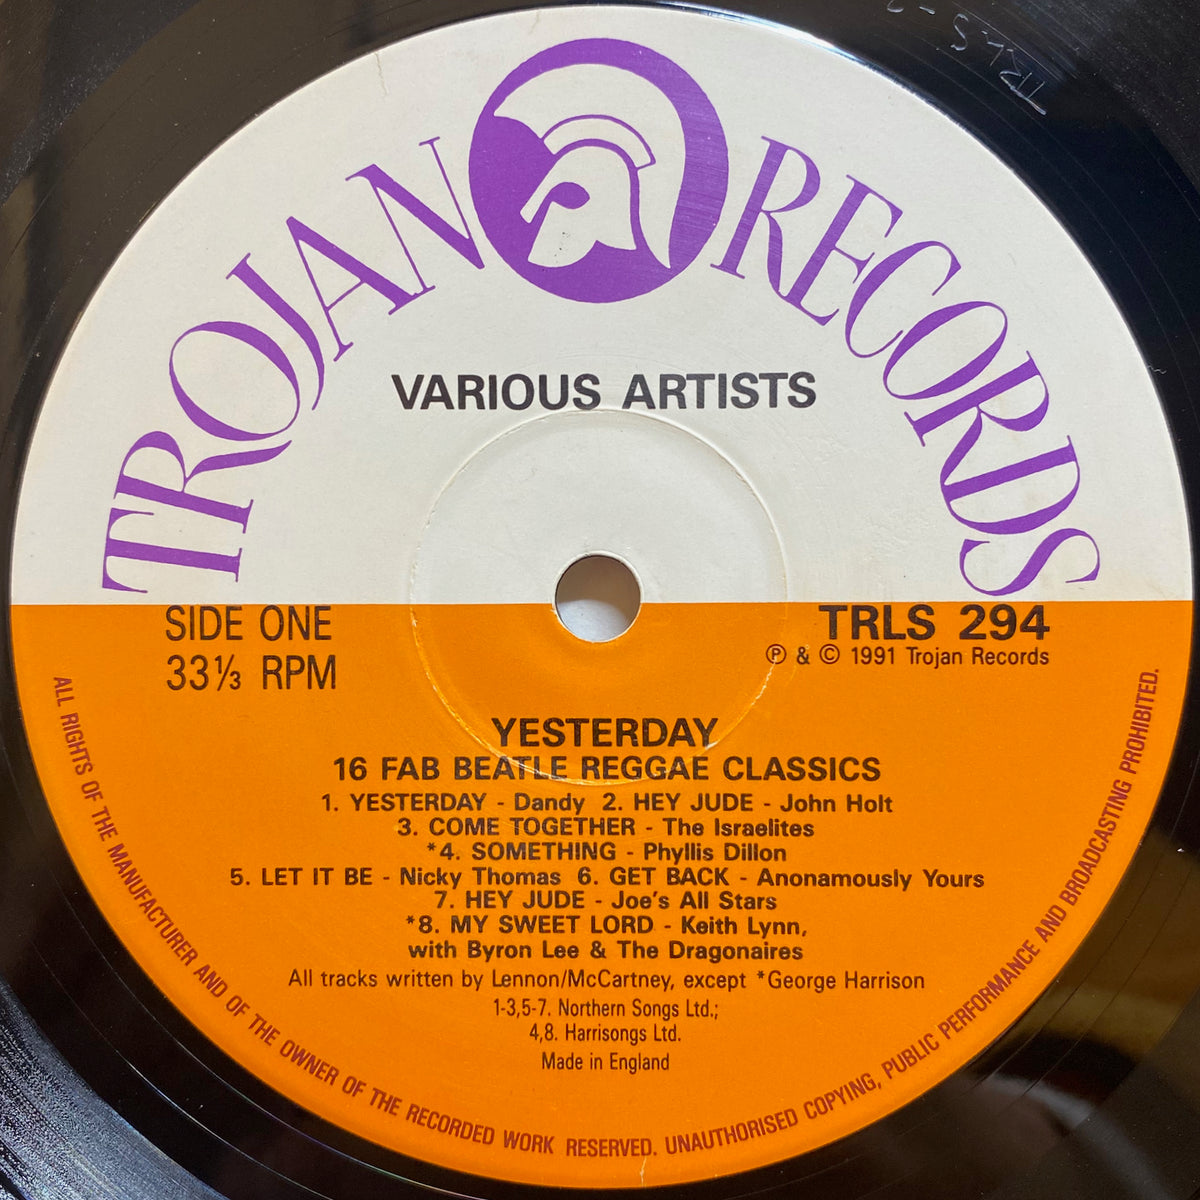 TROJAN RECORDS
VARIOUS ARTISTS
SIDE ONE
33⅓ RPM
TRLS 294
℗ & © 1991 Trojan Records
YESTERDAY
16 FAB BEATLE REGGAE CLASSICS
1. YESTERDAY - Dandy 2. HEY JUDE - John Holt
3. COME TOGETHER - The Israelites
*4. SOMETHING - Phyllis Dillon
5. LET IT BE - Nicky Thomas 6. GET BACK - Anonamously Yours
7. HEY JUDE - Joe's All Stars
*8. MY SWEET LORD - Keith Lynn,
with Byron Lee & The Dragonaires
All tracks written by Lennon/McCartney, except *George Harrison
1-3,5-7. Northern Songs Ltd.;
4,8. Harrisongs Ltd.
Made in England
ALL RIGHTS OF THE MANUFACTURER AND OF THE OWNER OF THE RECORDED WORK RESERVED. UNAUTHORISED COPYING, PUBLIC PERFORMANCE AND BROADCASTING PROHIBITED.
TRLS